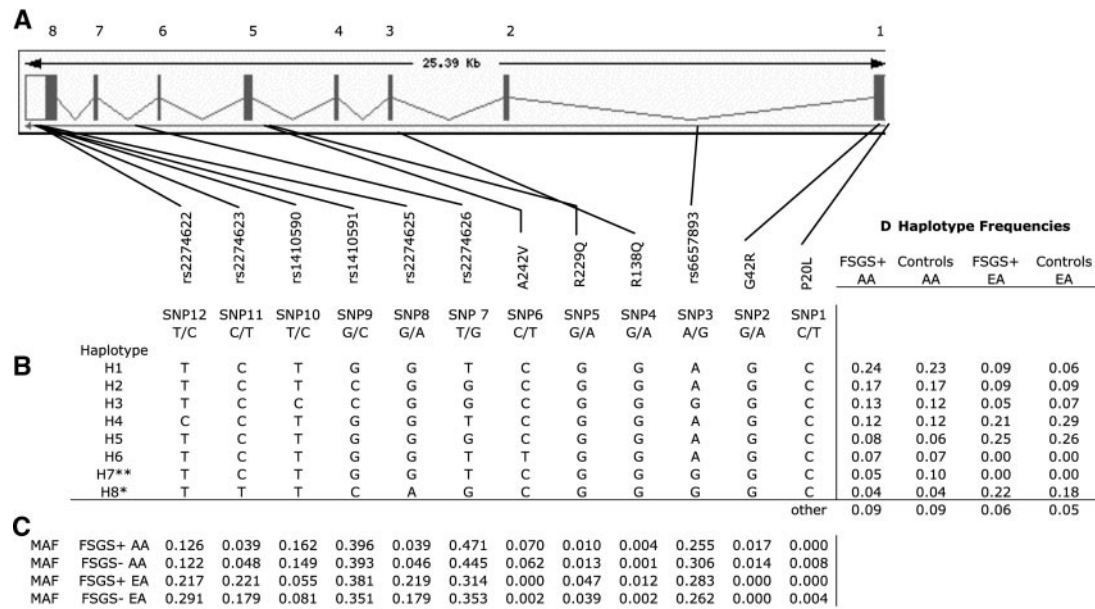 A
8 7 6 5 4 3 2 1
25.39 Kb
rs2274622 rs2274623 rs1410590 rs1410591 rs2274625 rs2274626 A242V R229Q R138Q rs6657893 G42R P20L
D Haplotype Frequencies
FSGS+ Controls FSGS+ Controls
AA AA EA EA
SNP12 SNP11 SNP10 SNP9 SNP8 SNP 7 SNP6 SNP5 SNP4 SNP3 SNP2 SNP1
T/C C/T T/C G/C G/A T/G C/T G/A G/A A/G G/A C/T
Haplotype
B
H1 T C T G G T C G G A G C 0.24 0.23 0.09 0.06
H2 T C T C G G C G G A G C 0.17 0.17 0.09 0.09
H3 T C C C G G C G G G G C 0.13 0.12 0.05 0.07
H4 C C T G G T C G G A G C 0.12 0.12 0.21 0.29
H5 T C T G G G C G G A G C 0.08 0.06 0.25 0.26
H6 T C T G G T T G G A G C 0.07 0.07 0.00 0.00
H7** T C T G G T C G G G G C 0.05 0.10 0.00 0.00
H8* T T T C A G C G G G G C 0.04 0.04 0.22 0.18
other 0.09 0.09 0.06 0.05
C
MAF FSGS+ AA 0.126 0.039 0.162 0.396 0.039 0.471 0.070 0.010 0.004 0.255 0.017 0.000
MAF FSGS- AA 0.122 0.048 0.149 0.393 0.046 0.445 0.062 0.013 0.001 0.306 0.014 0.008
MAF FSGS+ EA 0.217 0.221 0.055 0.381 0.219 0.314 0.000 0.047 0.012 0.283 0.000 0.000
MAF FSGS- EA 0.291 0.179 0.081 0.351 0.179 0.353 0.002 0.039 0.002 0.262 0.000 0.004